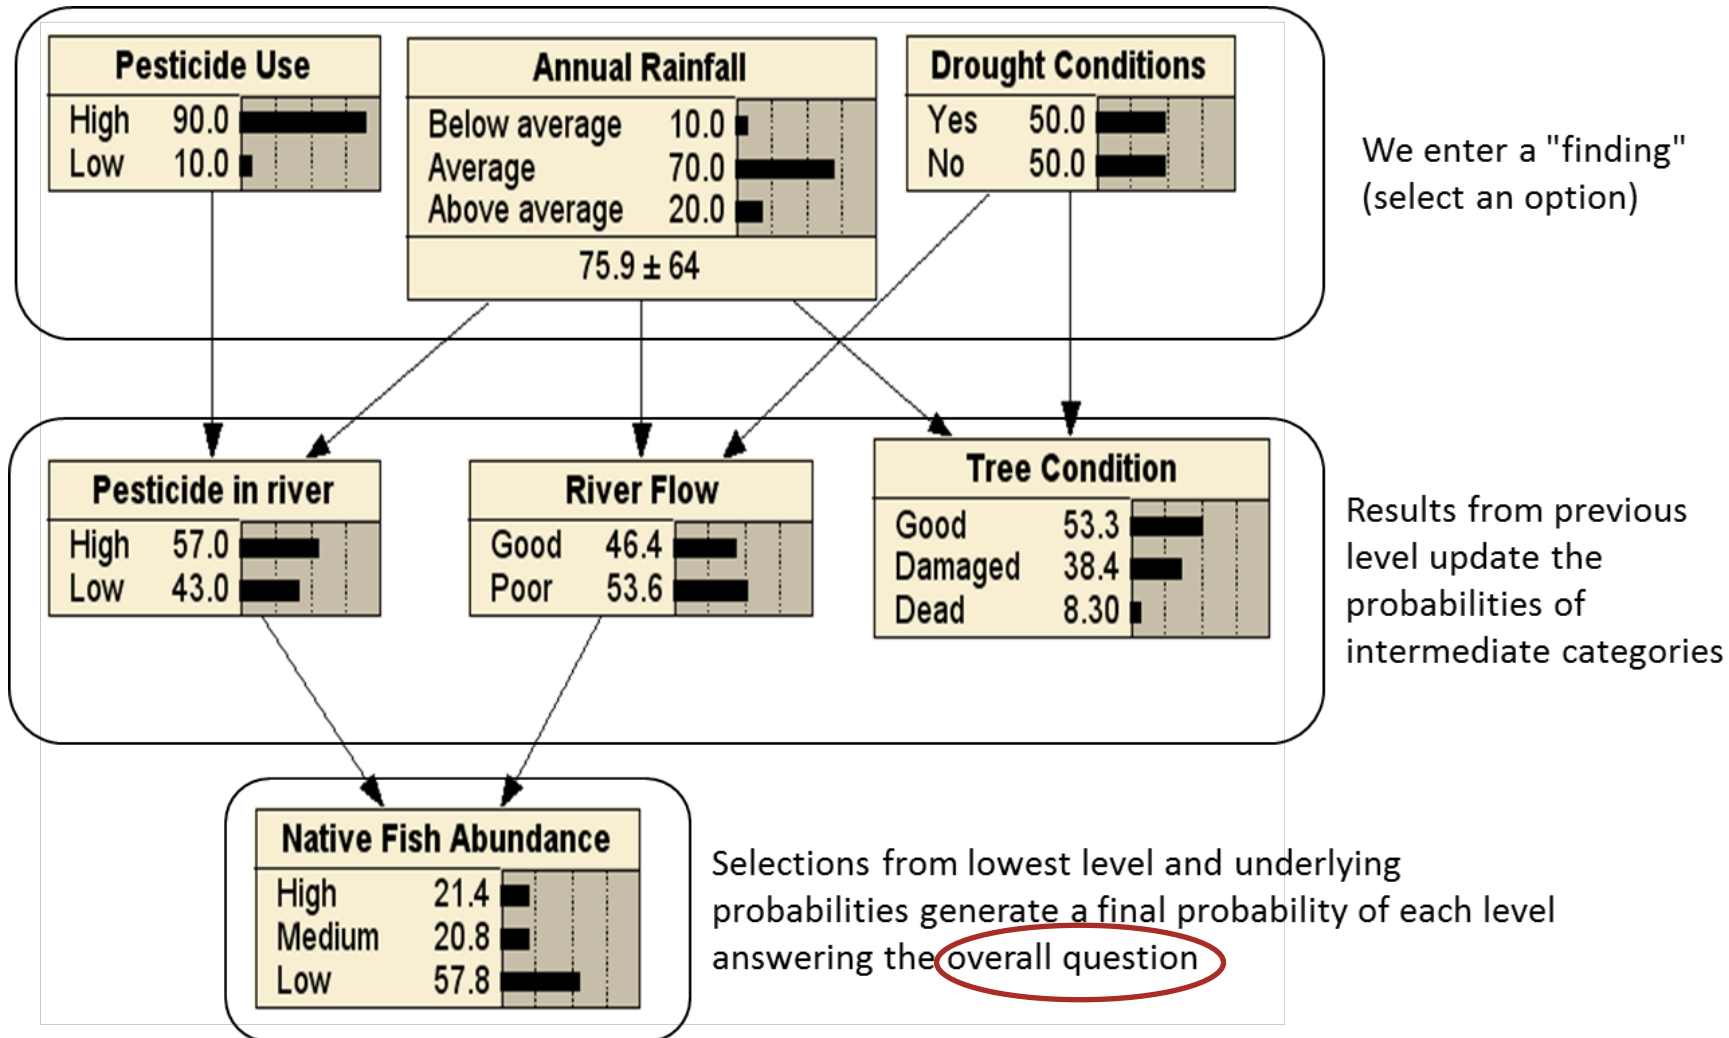 Pesticide Use
High 90.0
Low 10.0
Annual Rainfall
Below average 10.0
Average 70.0
Above average 20.0
75.9 ± 64
Drought Conditions
Yes 50.0
No 50.0
We enter a "finding"
(select an option)
Pesticide in river
High 57.0
Low 43.0
River Flow
Good 46.4
Poor 53.6
Tree Condition
Good 53.3
Damaged 38.4
Dead 8.30
Results from previous
level update the
probabilities of
intermediate categories
Native Fish Abundance
High 21.4
Medium 20.8
Low 57.8
Selections from lowest level and underlying
probabilities generate a final probability of each level
answering the overall question